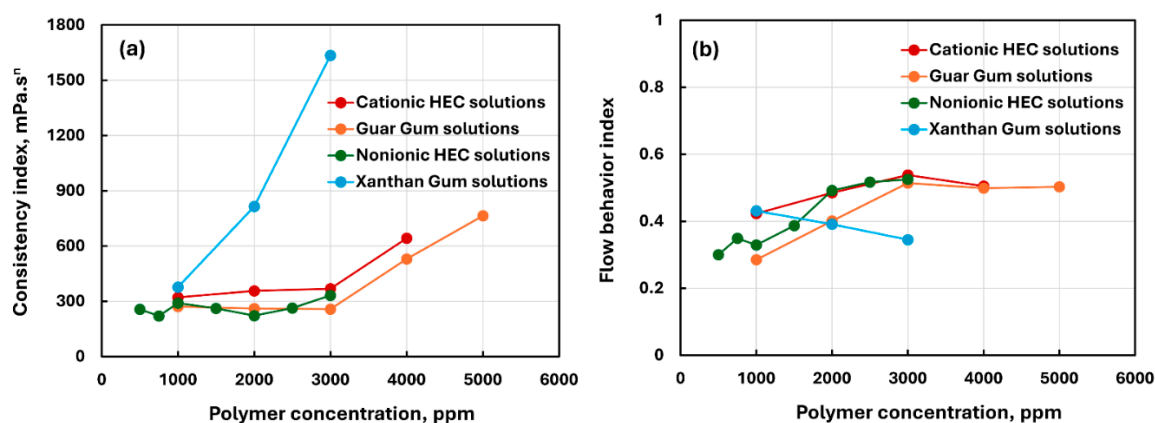 (a)
1800
1500
1200
900
600
300
0
Consistency index, mPa.sⁿ
Cationic HEC solutions
Guar Gum solutions
Nonionic HEC solutions
Xanthan Gum solutions
0 1000 2000 3000 4000 5000 6000
Polymer concentration, ppm
(b)
1
0.8
0.6
0.4
0.2
0
Flow behavior index
Cationic HEC solutions
Guar Gum solutions
Nonionic HEC solutions
Xanthan Gum solutions
0 1000 2000 3000 4000 5000 6000
Polymer concentration, ppm